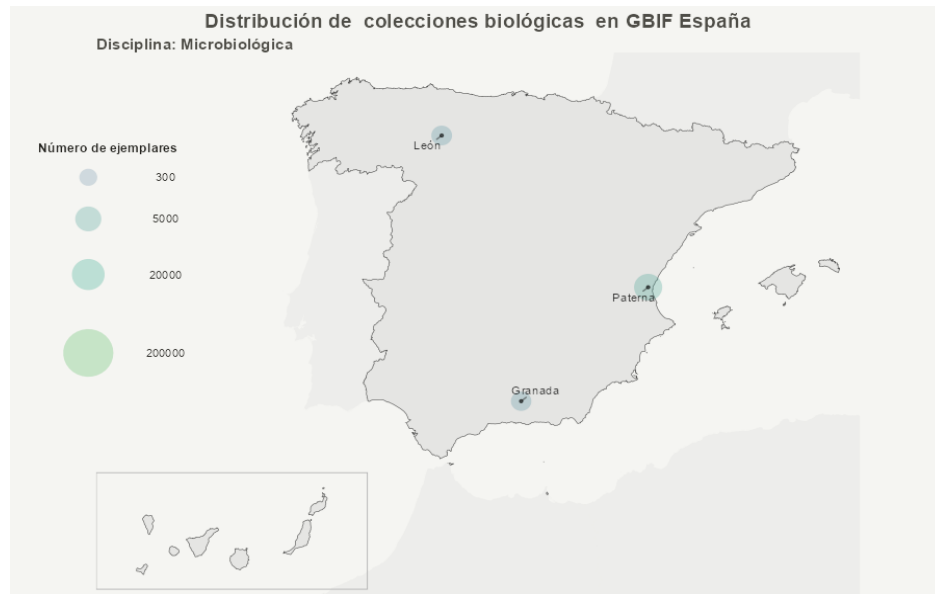 Distribución de colecciones biológicas en GBIF España
Disciplina: Microbiológica
Número de ejemplares
300
5000
20000
200000
León
Paterna
Granada